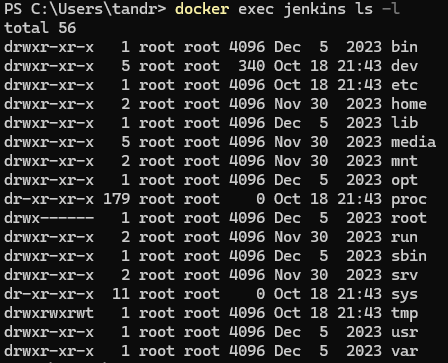 PS C:\Users\tandr> docker exec jenkins ls -l
total 56
drwxr-xr-x   1 root root 4096 Dec  5  2023 bin
drwxr-xr-x   5 root root  340 Oct 18 21:43 dev
drwxr-xr-x   1 root root 4096 Oct 18 21:43 etc
drwxr-xr-x   2 root root 4096 Nov 30  2023 home
drwxr-xr-x   1 root root 4096 Dec  5  2023 lib
drwxr-xr-x   5 root root 4096 Nov 30  2023 media
drwxr-xr-x   2 root root 4096 Nov 30  2023 mnt
drwxr-xr-x   1 root root 4096 Dec  5  2023 opt
dr-xr-xr-x 179 root root    0 Oct 18 21:43 proc
drwx------   1 root root 4096 Dec  5  2023 root
drwxr-xr-x   2 root root 4096 Nov 30  2023 run
drwxr-xr-x   1 root root 4096 Dec  5  2023 sbin
drwxr-xr-x   2 root root 4096 Nov 30  2023 srv
dr-xr-xr-x  11 root root    0 Oct 18 21:43 sys
drwxrwxrwt   1 root root 4096 Oct 18 21:43 tmp
drwxr-xr-x   1 root root 4096 Dec  5  2023 usr
drwxr-xr-x   1 root root 4096 Dec  5  2023 var